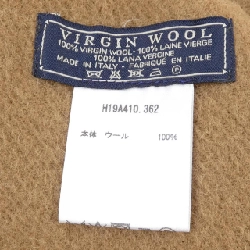 VIRGIN WOOL
100% VIRGIN WOOL • 100% LAINE VIERGE
100% LANA VERGINE
MADE IN ITALY - FABRIQUÉ EN ITALIE
H19A410.362
本体 ウール 100%